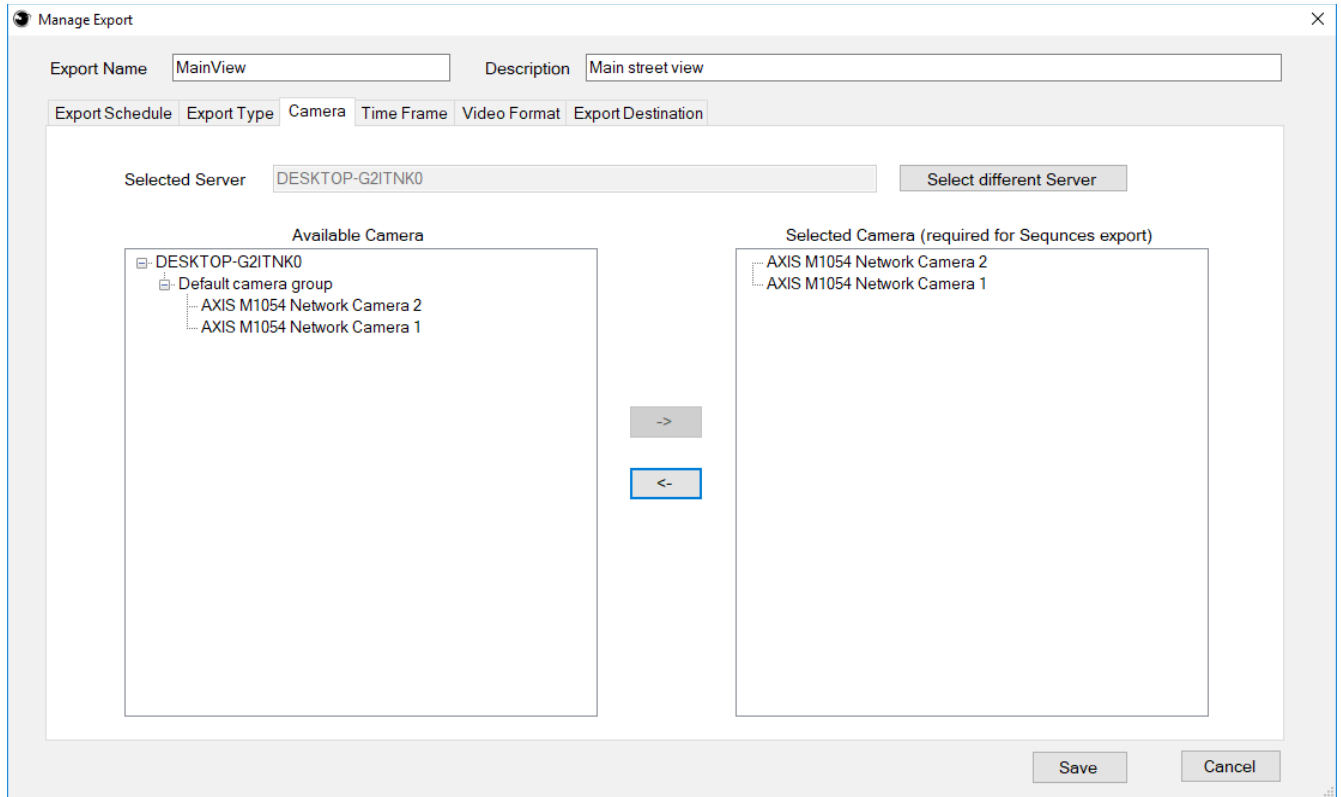 Manage Export
Export Name MainView Description Main street view
Export Schedule Export Type Camera Time Frame Video Format Export Destination
Selected Server DESKTOP-G2ITNK0 Select different Server
Available Camera
DESKTOP-G2ITNK0
Default camera group
AXIS M1054 Network Camera 2
AXIS M1054 Network Camera 1
->
<-
Selected Camera (required for Sequnces export)
AXIS M1054 Network Camera 2
AXIS M1054 Network Camera 1
Save Cancel